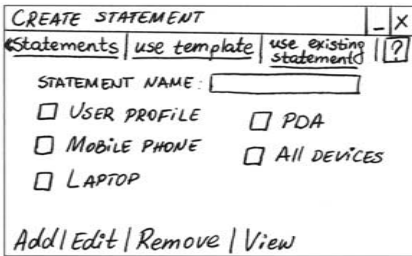 CREATE STATEMENT _ X
Statements | use template | use existing statement | ?
STATEMENT NAME:
USER PROFILE
PDA
MOBILE PHONE
All DEVICES
LAPTOP
Add | Edit | Remove | View